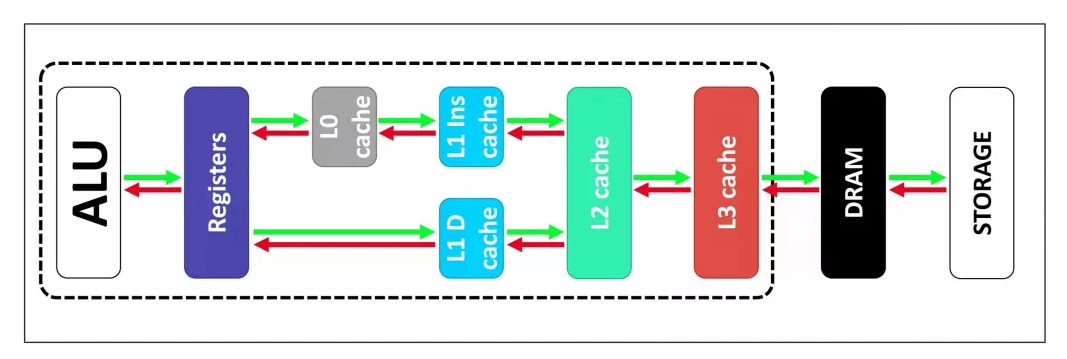 ALU
Registers
L0
cache
L1 Ins
cache
L1 D
cache
L2 cache
L3 cache
DRAM
STORAGE